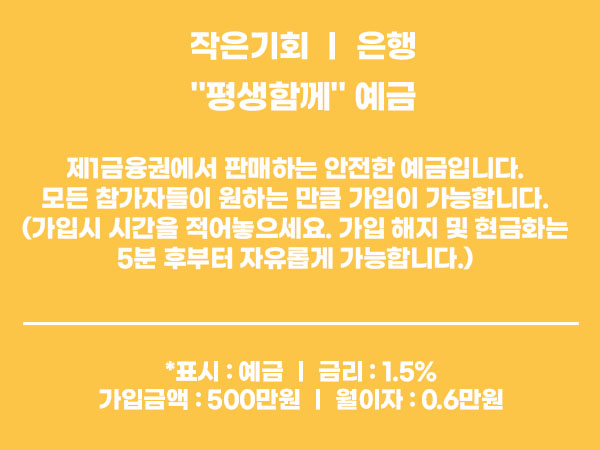 작은기회 | 은행
"평생함께" 예금
제1금융권에서 판매하는 안전한 예금입니다.
모든 참가자들이 원하는 만큼 가입이 가능합니다.
(가입시 시간을 적어놓으세요. 가입 해지 및 현금화는
5분 후부터 자유롭게 가능합니다.)
*표시 : 예금 | 금리 : 1.5%
가입금액 : 500만원 | 월이자 : 0.6만원